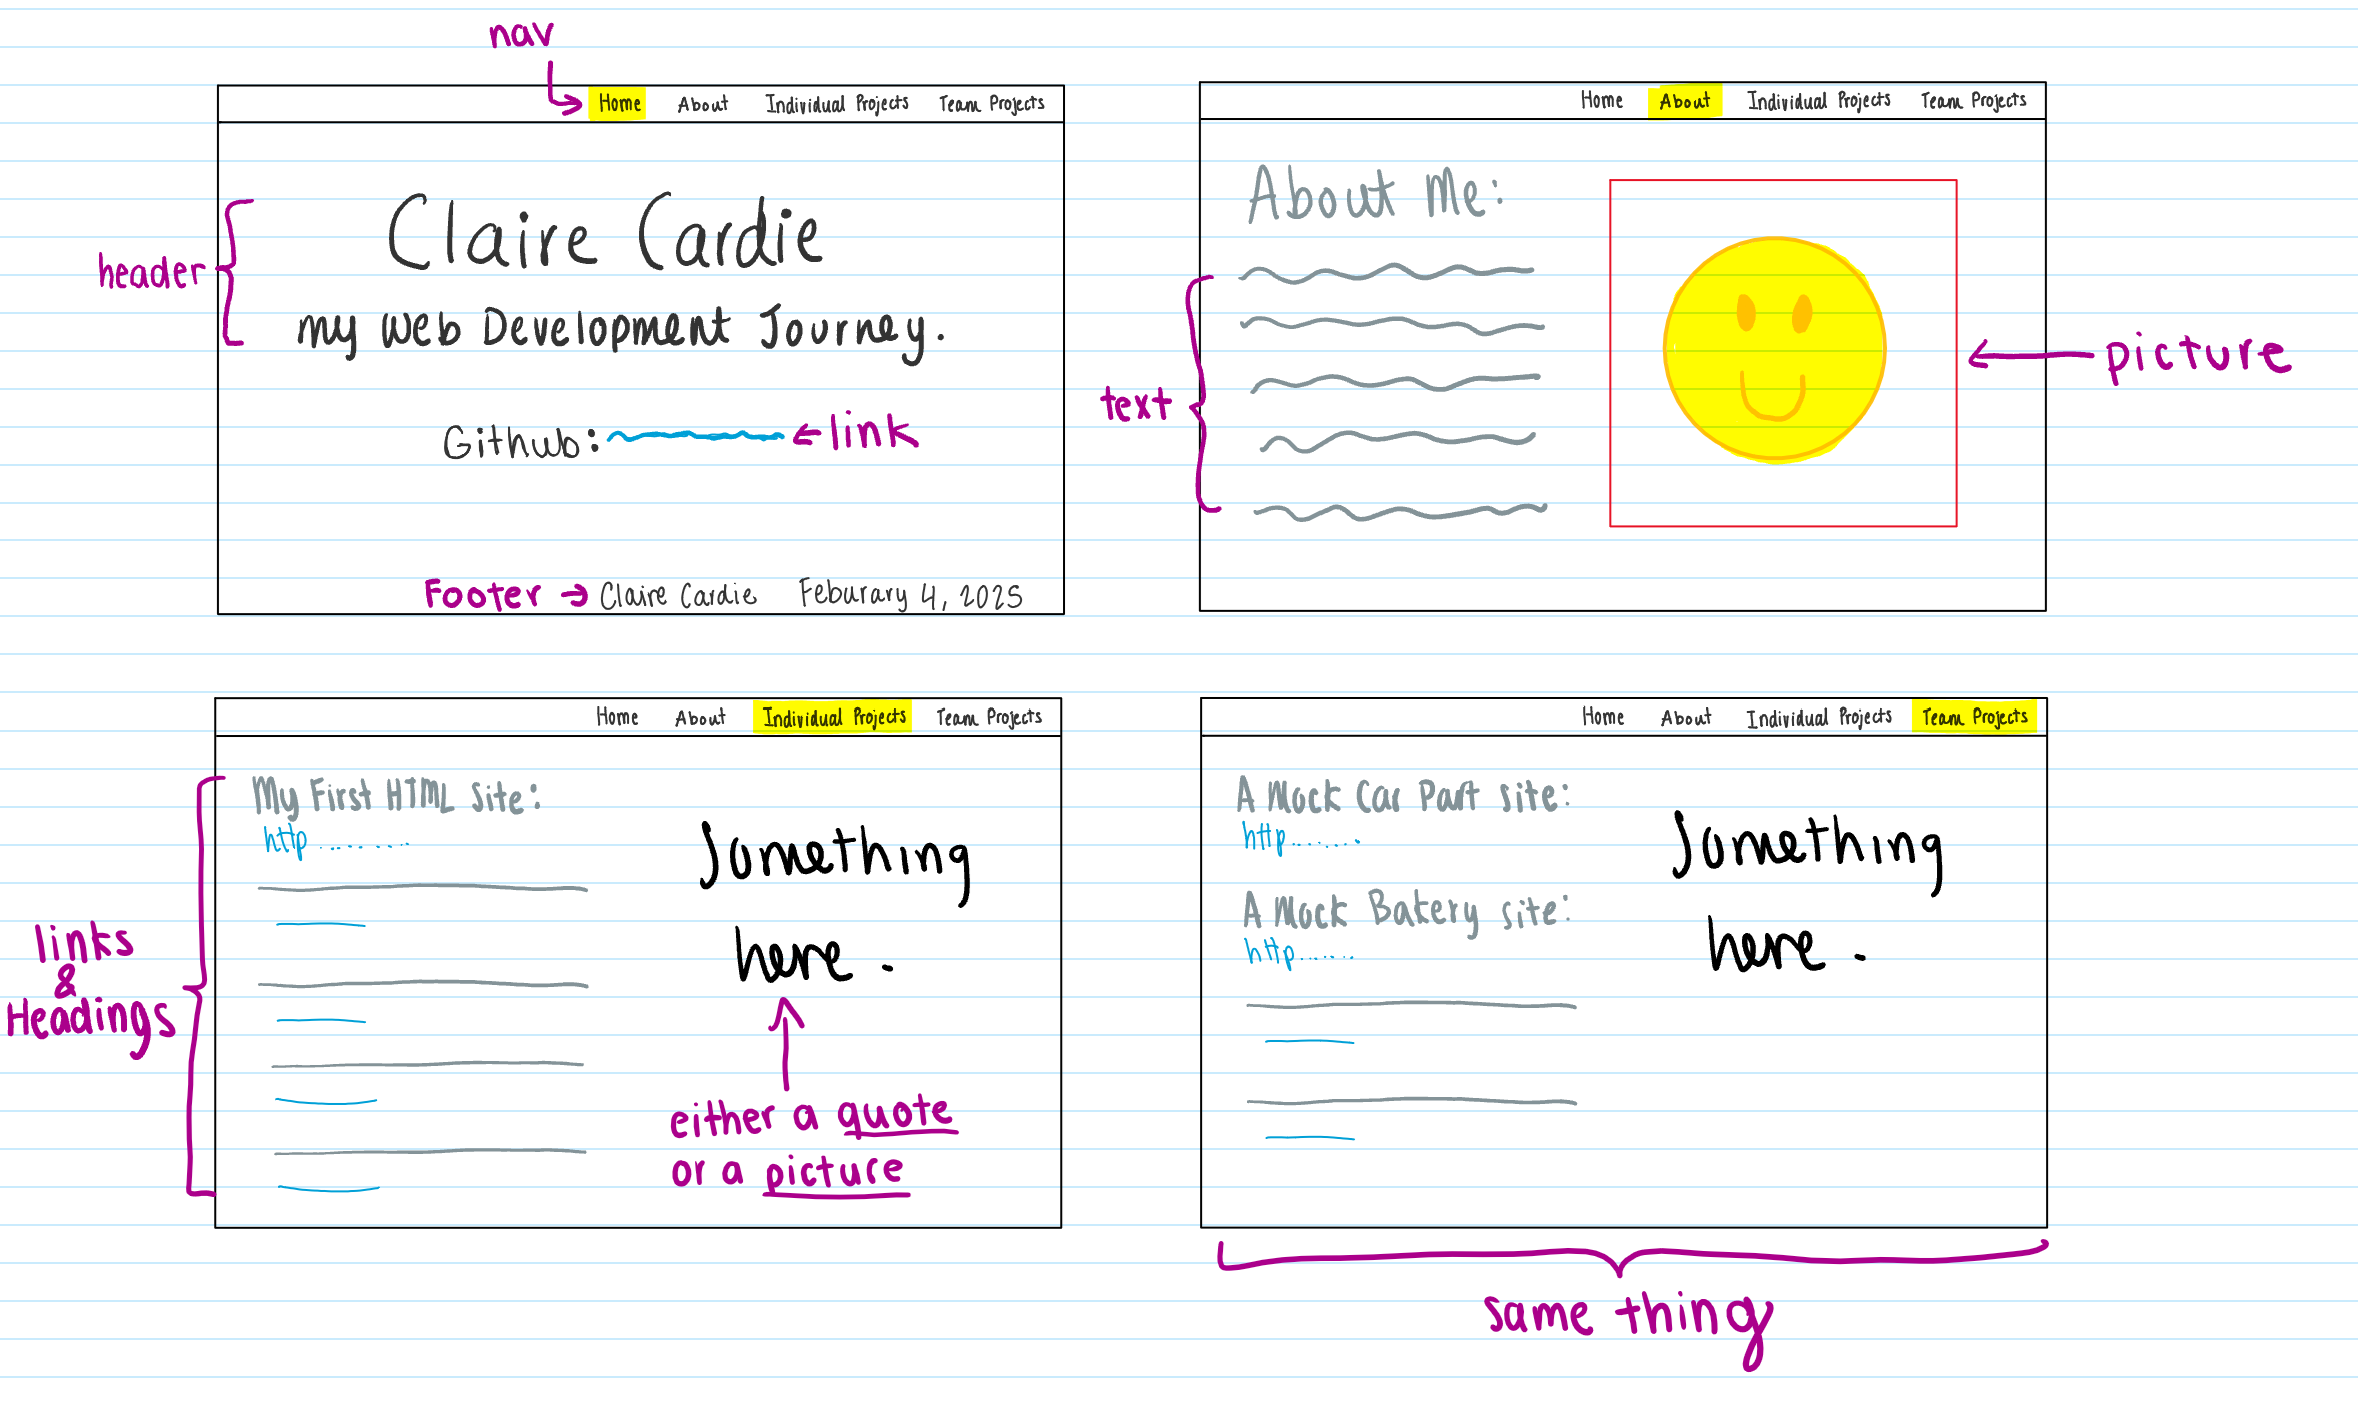 nav
Home About Individual Projects Team Projects
header
Claire Cardie
my Web Development Journey.
Github: link
Footer → Claire Cardie Feburary 4, 2025
Home About Individual Projects Team Projects
About Me:
text
picture
Home About Individual Projects Team Projects
links
&
Headings
My First HTML site:
http..........
Something
here.
either a quote
or a picture
Home About Individual Projects Team Projects
A Mock Car Part site:
http.......
A Mock Bakery site:
http......
Something
here.
same thing